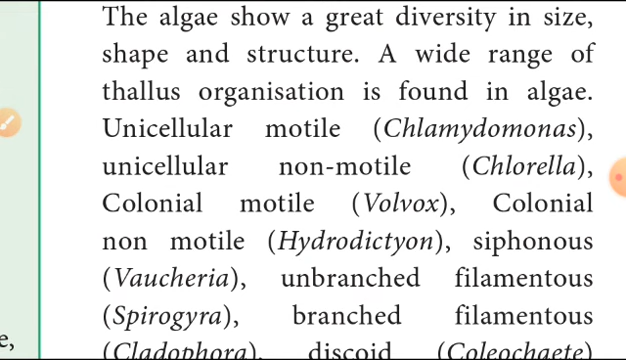 The algae show a great diversity in size,
shape and structure. A wide range of
thallus organisation is found in algae.
Unicellular motile (Chlamydomonas),
unicellular non-motile (Chlorella),
Colonial motile (Volvox), Colonial
non motile (Hydrodictyon), siphonous
(Vaucheria), unbranched filamentous
(Spirogyra), branched filamentous
(Cladophora), discoid (Coleochaete)
e,